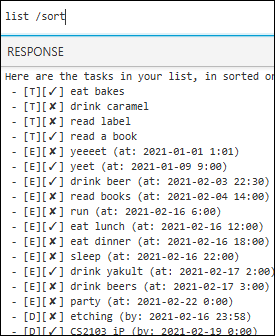 list /sort
RESPONSE
Here are the tasks in your list, in sorted or
- [T][✓] eat bakes
- [T][✘] drink caramel
- [T][✘] read label
- [T][✓] read a book
- [E][✘] yeeeet (at: 2021-01-01 1:01)
- [E][✓] yeet (at: 2021-01-09 9:00)
- [E][✓] drink beer (at: 2021-02-03 22:30)
- [E][✘] read books (at: 2021-02-04 14:00)
- [E][✘] run (at: 2021-02-16 6:00)
- [E][✓] eat lunch (at: 2021-02-16 12:00)
- [E][✘] eat dinner (at: 2021-02-16 18:00)
- [E][✘] sleep (at: 2021-02-16 22:00)
- [E][✓] drink yakult (at: 2021-02-17 2:00)
- [E][✘] drink beers (at: 2021-02-17 3:00)
- [E][✘] party (at: 2021-02-22 0:00)
- [D][✘] etching (by: 2021-02-16 23:58)
- [D][✓] CS2103 iP (by: 2021-02-19 0:00)